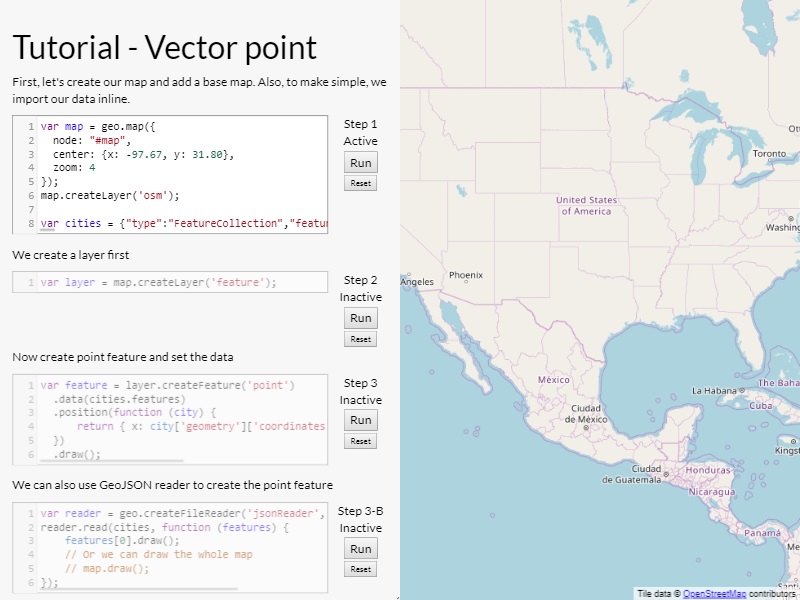 Tutorial - Vector point
First, let's create our map and add a base map. Also, to make simple, we
import our data inline.
1 var map = geo.map({
2 node: "#map",
3 center: {x: -97.67, y: 31.80},
4 zoom: 4
5 });
6 map.createLayer('osm');
7
8 var cities = {"type":"FeatureCollection","featur
Step 1
Active
Run
Reset
We create a layer first
1 var layer = map.createLayer('feature');
Step 2
Inactive
Run
Reset
Now create point feature and set the data
1 var feature = layer.createFeature('point')
2 .data(cities.features)
3 .position(function (city) {
4 return { x: city['geometry']['coordinates
5 })
6 .draw();
Step 3
Inactive
Run
Reset
We can also use GeoJSON reader to create the point feature
1 var reader = geo.createFileReader('jsonReader',
2 reader.read(cities, function (features) {
3 features[0].draw();
4 // Or we can draw the whole map
5 // map.draw();
6 });
Step 3-B
Inactive
Run
Reset
Ott
Toronto
United States
of America
Washing
Angeles
Phoenix
México
La Habana
The Baha
Cuba
Ciudad
de México
Kingst
Ciudad
de Guatemala
Honduras
Nicaragua
Panamá
Me
Santi
Tile data © OpenStreetMap contributors